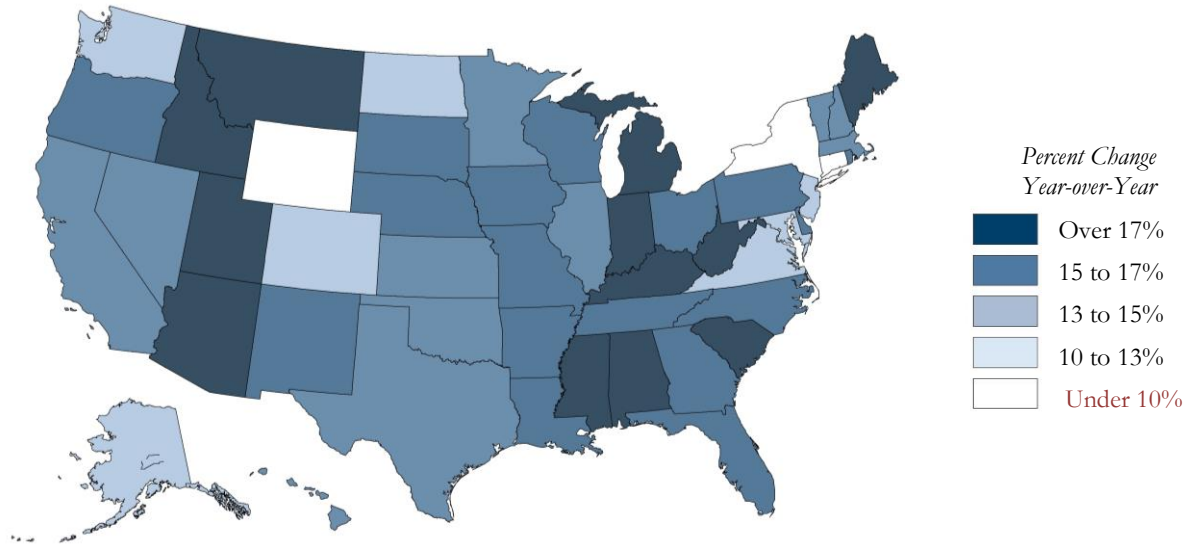 Percent Change
Year-over-Year
Over 17%
15 to 17%
13 to 15%
10 to 13%
Under 10%